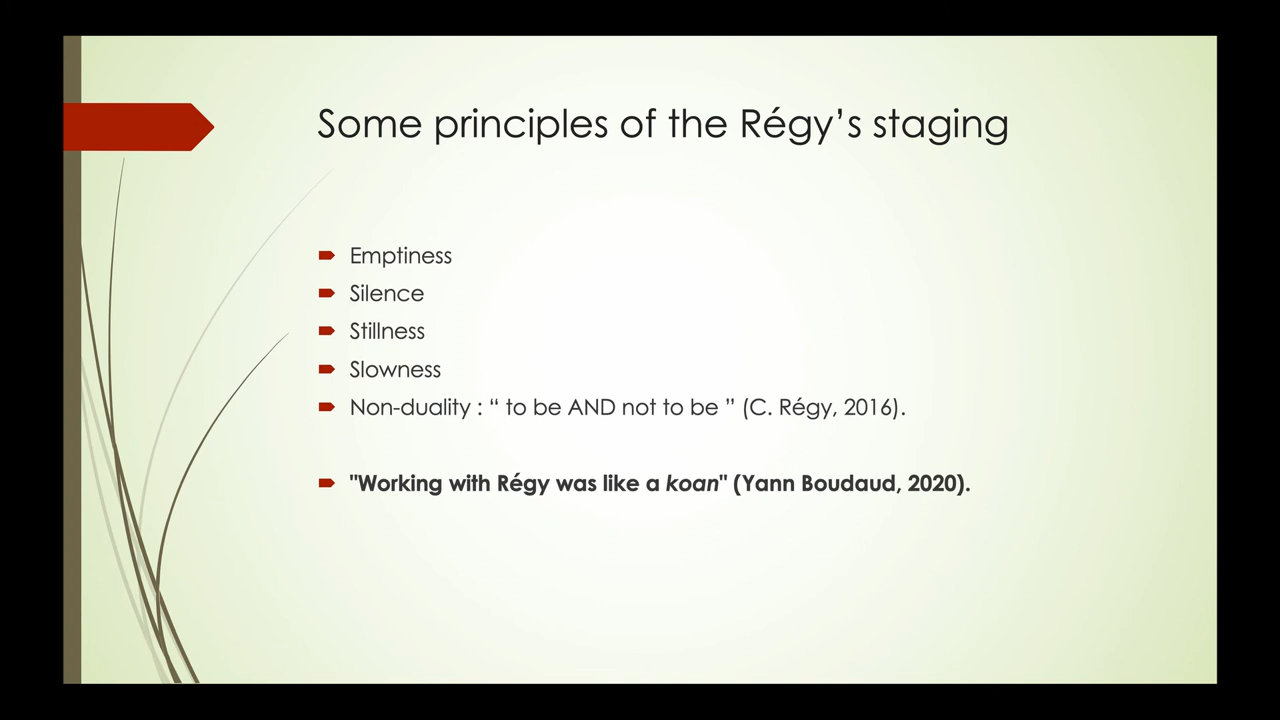 Some principles of the Régy’s staging
Emptiness
Silence
Stillness
Slowness
Non-duality : “ to be AND not to be ” (C. Régy, 2016).
"Working with Régy was like a koan" (Yann Boudaud, 2020).